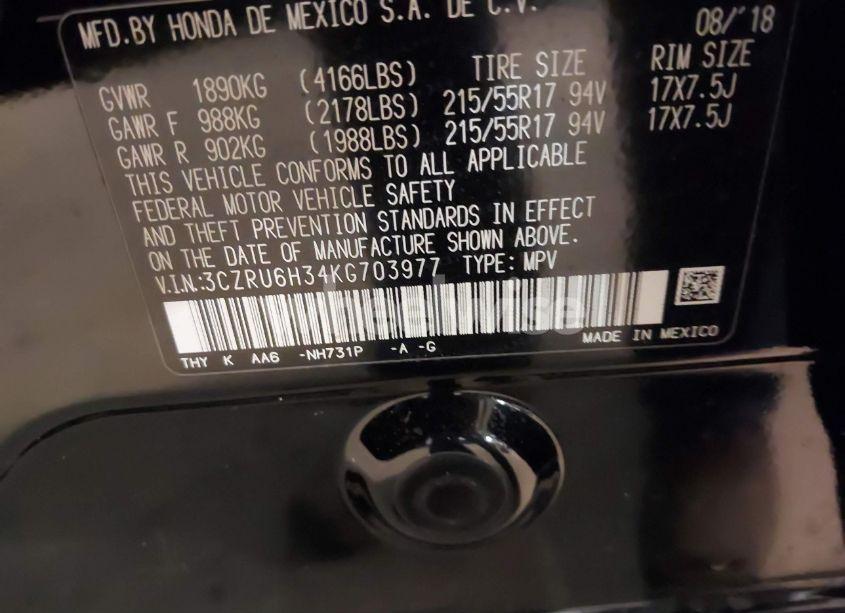 MFD.BY HONDA DE MEXICO S.A. DE C.V. 08/'18
GVWR 1890KG (4166LBS) TIRE SIZE RIM SIZE
GAWR F 988KG (2178LBS) 215/55R17 94V 17X7.5J
GAWR R 902KG (1988LBS) 215/55R17 94V 17X7.5J
THIS VEHICLE CONFORMS TO ALL APPLICABLE
FEDERAL MOTOR VEHICLE SAFETY
AND THEFT PREVENTION STANDARDS IN EFFECT
ON THE DATE OF MANUFACTURE SHOWN ABOVE.
V.I.N.:3CZRU6H34KG703977 TYPE: MPV
THY K AA6 -NH731P -A -G MADE IN MEXICO